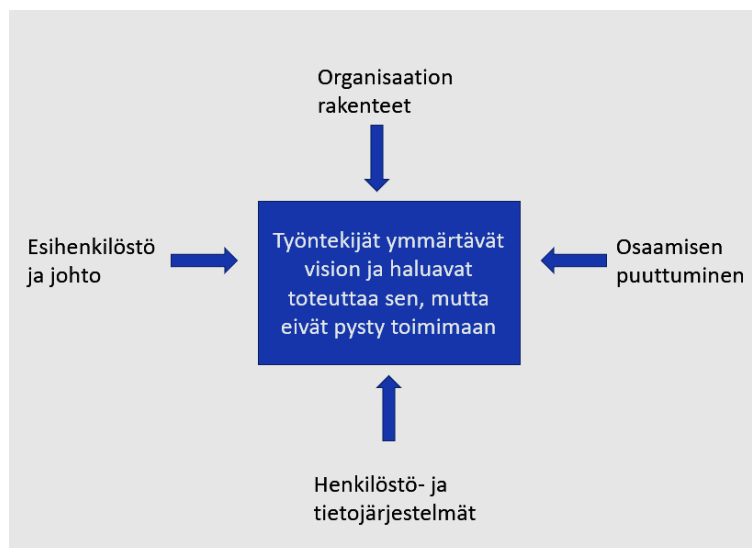 Organisaation
rakenteet
Esihenkilöstö
ja johto
Työntekijät ymmärtävät
vision ja haluavat
toteuttaa sen, mutta
eivät pysty toimimaan
Osaamisen
puuttuminen
Henkilöstö- ja
tietojärjestelmät